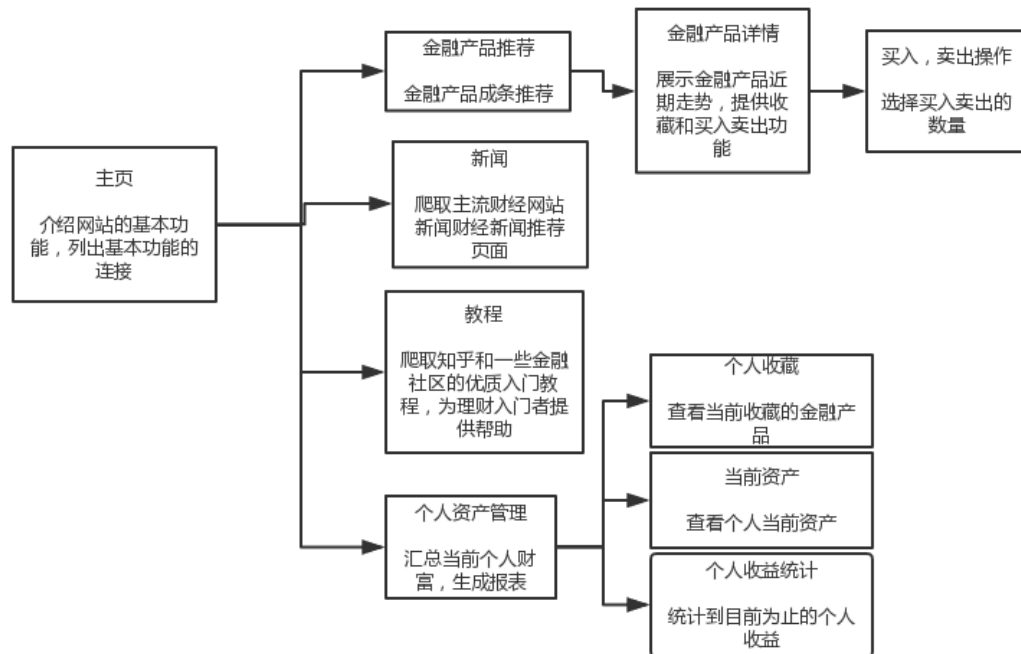 主页
介绍网站的基本功
能，列出基本功能的
连接
金融产品推荐
金融产品成条推荐
金融产品详情
展示金融产品近
期走势，提供收
藏和买入卖出功
能
买入，卖出操作
选择买入卖出的
数量
新闻
爬取主流财经网站
新闻财经新闻推荐
页面
教程
爬取知乎和一些金融
社区的优质入门教
程，为理财入门者提
供帮助
个人资产管理
汇总当前个人财
富，生成报表
个人收藏
查看当前收藏的金融产
品
当前资产
查看个人当前资产
个人收益统计
统计到目前为止的个人
收益